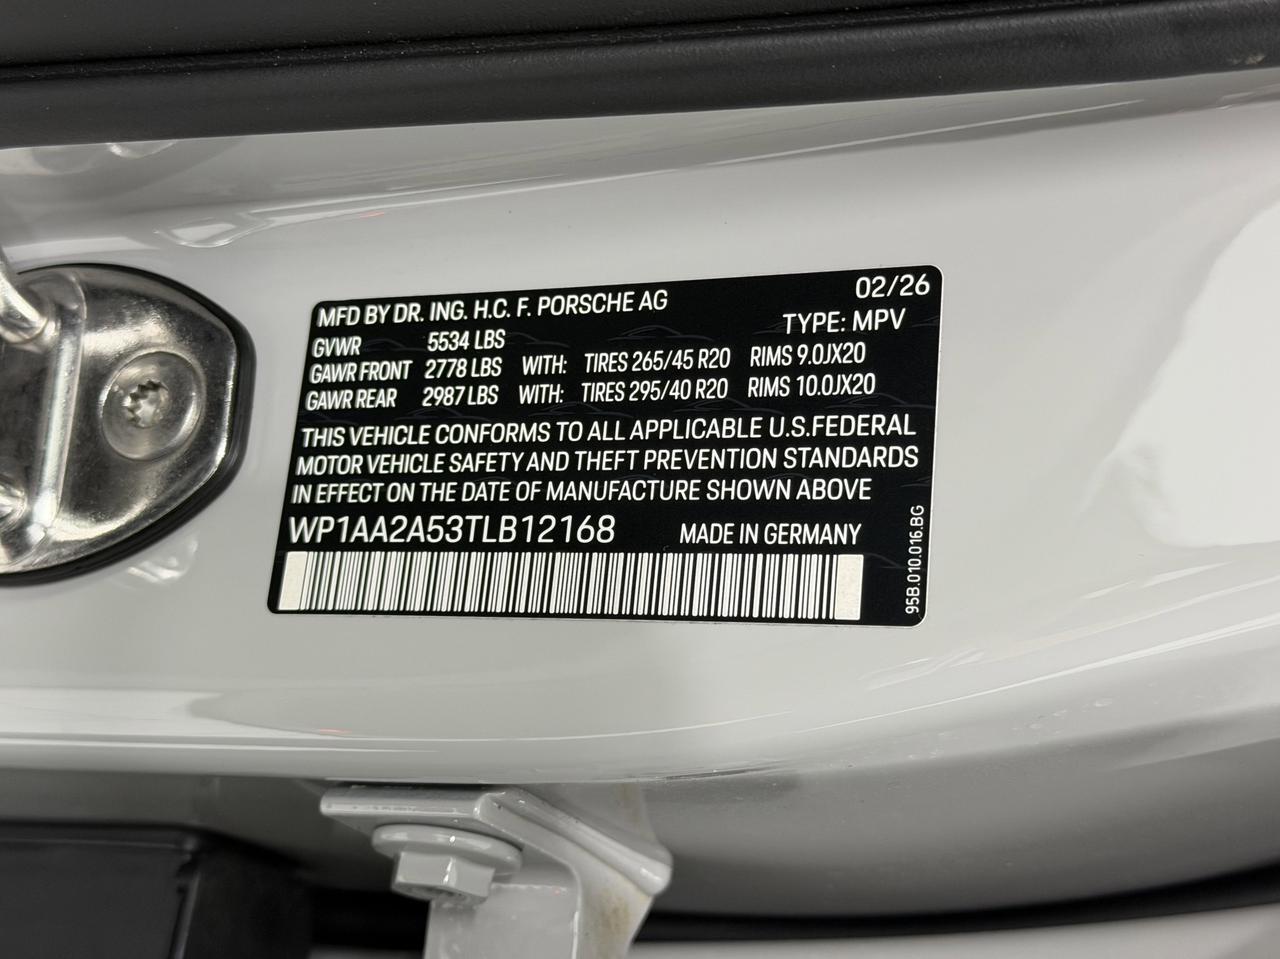 MFD BY DR. ING. H.C. F. PORSCHE AG 02/26
TYPE: MPV
GVWR 5534 LBS
GAWR FRONT 2778 LBS WITH: TIRES 265/45 R20 RIMS 9.0JX20
GAWR REAR 2987 LBS WITH: TIRES 295/40 R20 RIMS 10.0JX20
THIS VEHICLE CONFORMS TO ALL APPLICABLE U.S.FEDERAL
MOTOR VEHICLE SAFETY AND THEFT PREVENTION STANDARDS
IN EFFECT ON THE DATE OF MANUFACTURE SHOWN ABOVE
WP1AA2A53TLB12168 MADE IN GERMANY
95B.010.016.BG